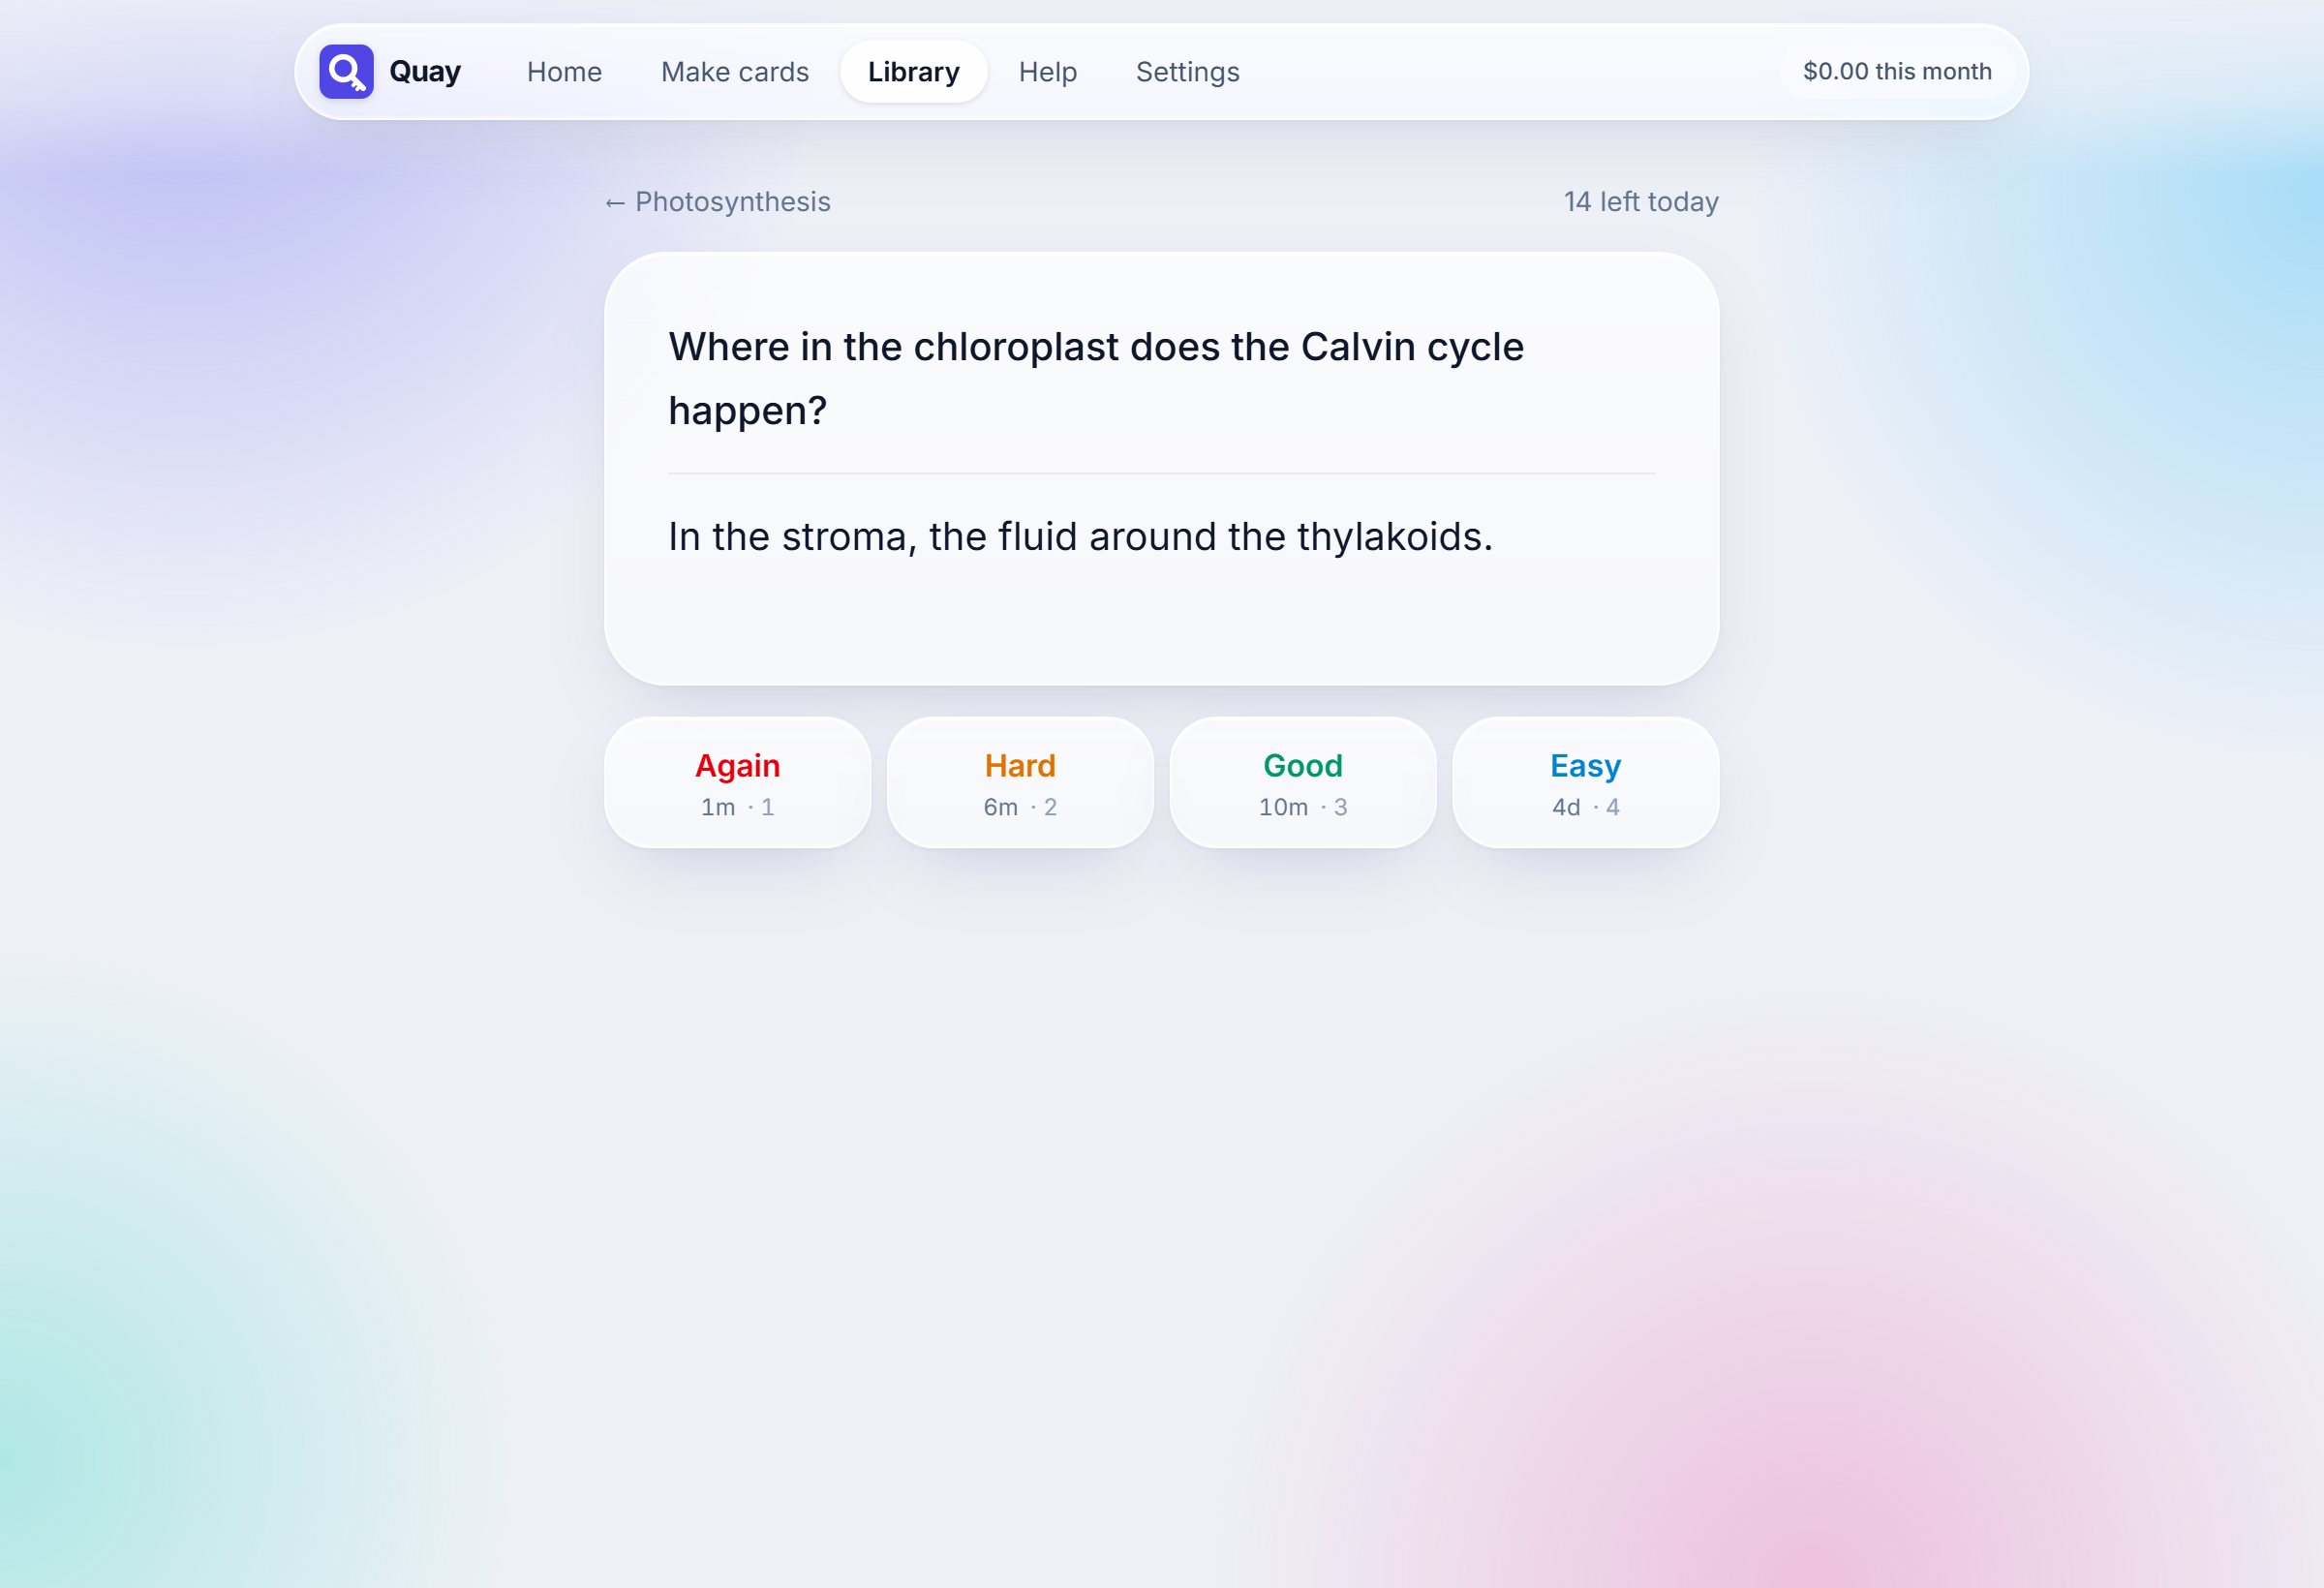 Quay Home Make cards Library Help Settings $0.00 this month
← Photosynthesis 14 left today
Where in the chloroplast does the Calvin cycle
happen?
In the stroma, the fluid around the thylakoids.
Again Hard Good Easy
1m · 1 6m · 2 10m · 3 4d · 4